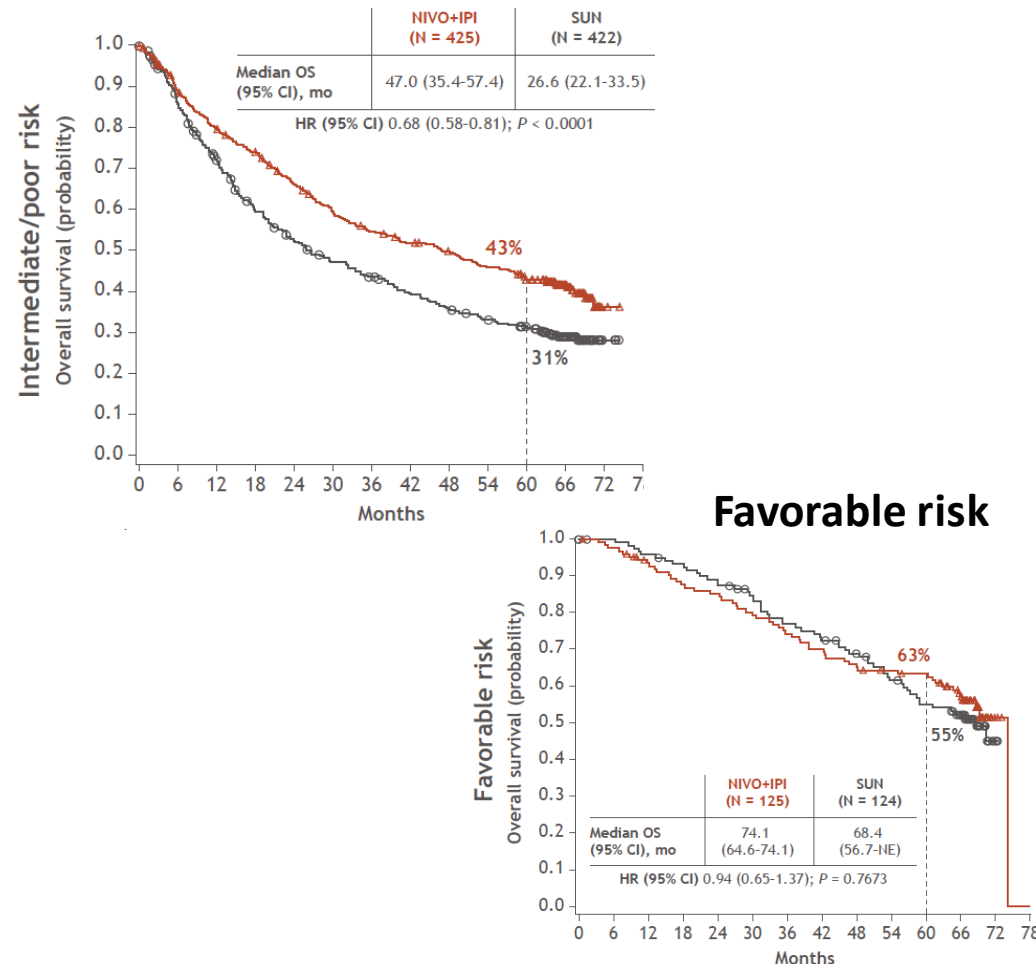 NIVO+IPI SUN
(N = 425) (N = 422)
Median OS
(95% CI), mo 47.0 (35.4-57.4) 26.6 (22.1-33.5)
HR (95% CI) 0.68 (0.58-0.81); P < 0.0001
Intermediate/poor risk
Overall survival (probability)
1.0
0.9
0.8
0.7
0.6
0.5
0.4
0.3
0.2
0.1
0.0
43%
31%
0 6 12 18 24 30 36 42 48 54 60 66 72 78
Months
Favorable risk
Favorable risk
Overall survival (probability)
1.0
0.9
0.8
0.7
0.6
0.5
0.4
0.3
0.2
0.1
0.0
63%
55%
NIVO+IPI SUN
(N = 125) (N = 124)
Median OS 74.1 68.4
(95% CI), mo (64.6-74.1) (56.7-NE)
HR (95% CI) 0.94 (0.65-1.37); P = 0.7673
0 6 12 18 24 30 36 42 48 54 60 66 72 78
Months